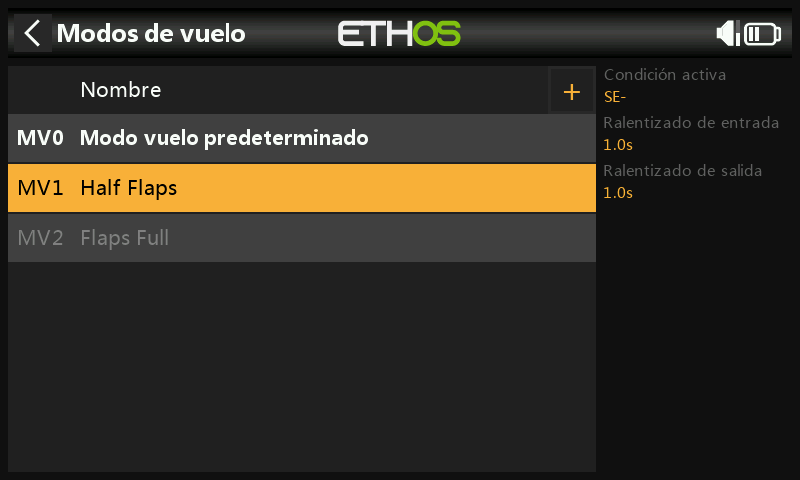 Modos de vuelo
ETHOS
Nombre
+
MV0 Modo vuelo predeterminado
MV1 Half Flaps
MV2 Flaps Full
Condición activa
SE-
Ralentizado de entrada
1.0s
Ralentizado de salida
1.0s